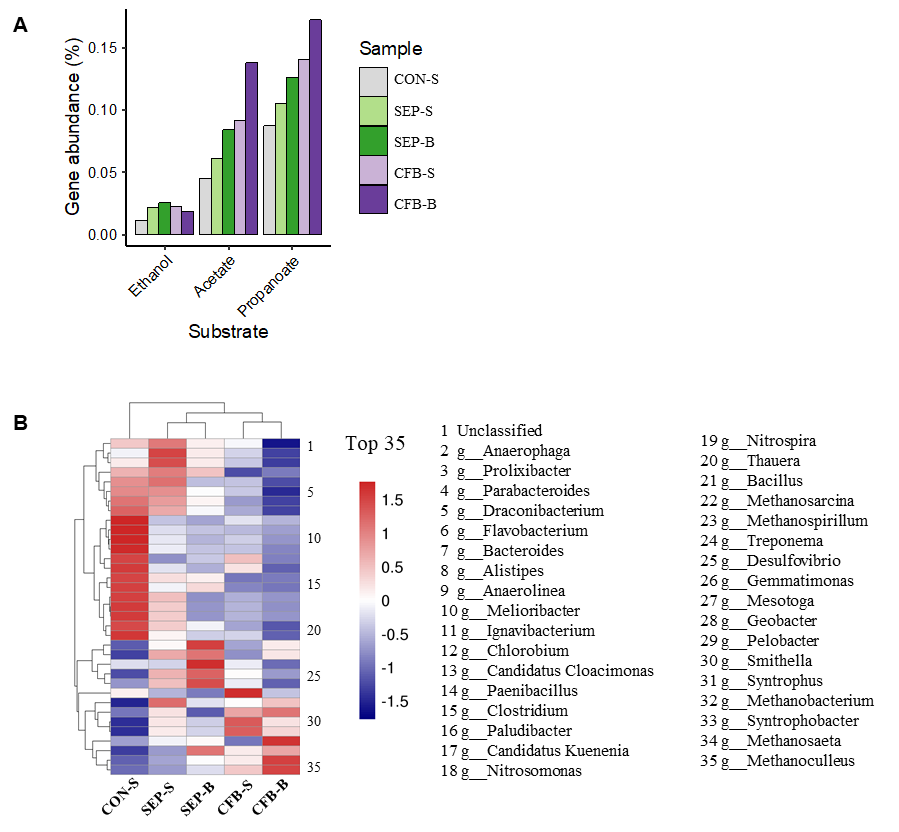 A
Gene abundance (%)
0.15
0.10
0.05
0.00
Ethanol
Acetate
Propanoate
Substrate
Sample
CON-S
SEP-S
SEP-B
CFB-S
CFB-B
B
1
5
10
15
20
25
30
35
CON-S
SEP-S
SEP-B
CFB-S
CFB-B
Top 35
1.5
1
0.5
0
-0.5
-1
-1.5
1 Unclassified
2 g__Anaerophaga
3 g__Prolixibacter
4 g__Parabacteroides
5 g__Draconibacterium
6 g__Flavobacterium
7 g__Bacteroides
8 g__Alistipes
9 g__Anaerolinea
10 g__Melioribacter
11 g__Ignavibacterium
12 g__Chlorobium
13 g__Candidatus Cloacimonas
14 g__Paenibacillus
15 g__Clostridium
16 g__Paludibacter
17 g__Candidatus Kuenenia
18 g__Nitrosomonas
19 g__Nitrospira
20 g__Thauera
21 g__Bacillus
22 g__Methanosarcina
23 g__Methanospirillum
24 g__Treponema
25 g__Desulfovibrio
26 g__Gemmatimonas
27 g__Mesotoga
28 g__Geobacter
29 g__Pelobacter
30 g__Smithella
31 g__Syntrophus
32 g__Methanobacterium
33 g__Syntrophobacter
34 g__Methanosaeta
35 g__Methanoculleus